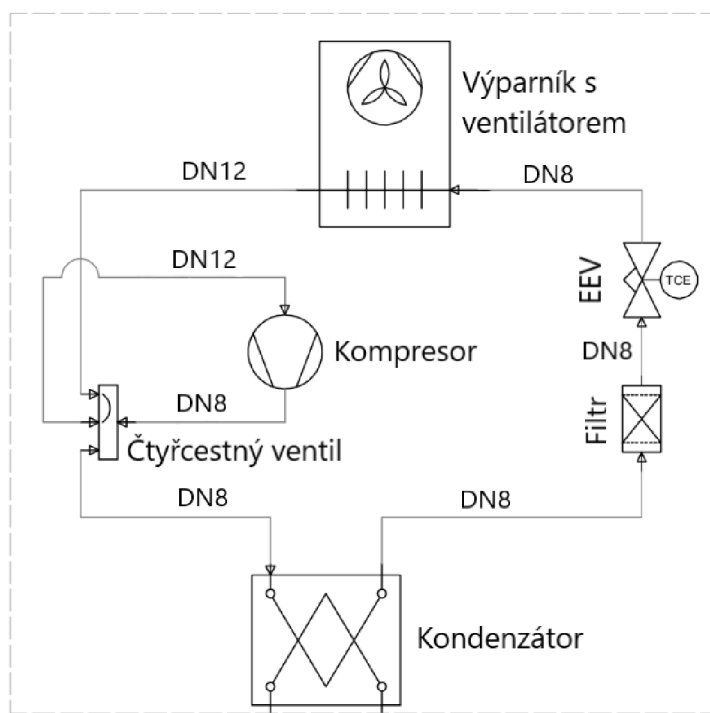 Výparník s
ventilátorem
DN12
DN8
DN12
EEV
TCE
Kompresor
DN8
DN8
Filtr
Čtyřcestný ventil
DN8
DN8
Kondenzátor